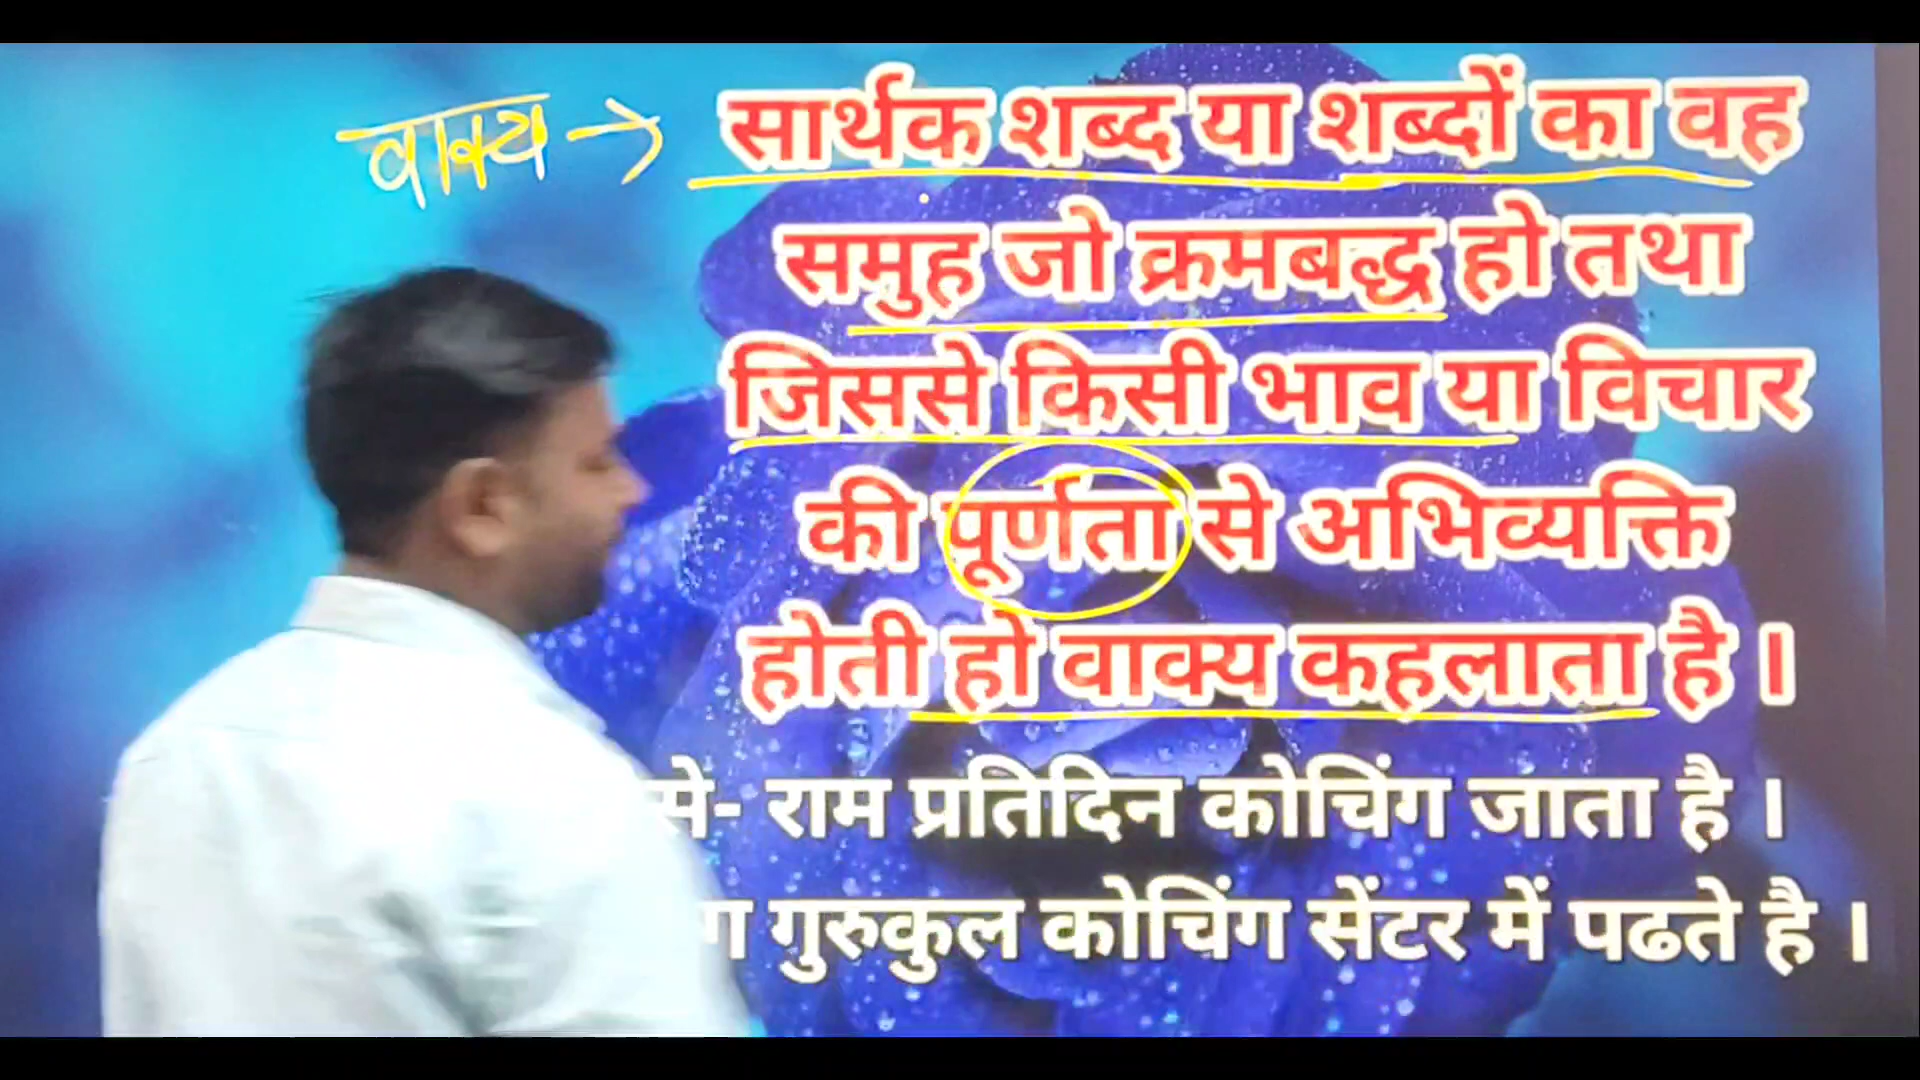 वाक्य → सार्थक शब्द या शब्दों का वह
समुह जो क्रमबद्ध हो तथा
जिससे किसी भाव या विचार
की पूर्णता से अभिव्यक्ति
होती हो वाक्य कहलाता है ।
से- राम प्रतिदिन कोचिंग जाता है ।
गुरुकुल कोचिंग सेंटर में पढते है ।